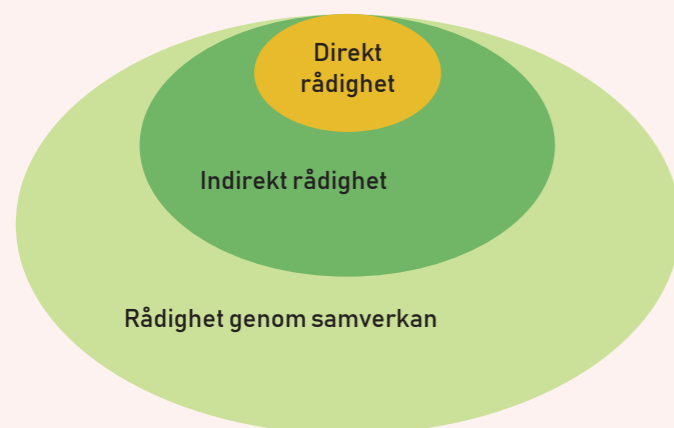 Direkt
rådighet
Indirekt rådighet
Rådighet genom samverkan